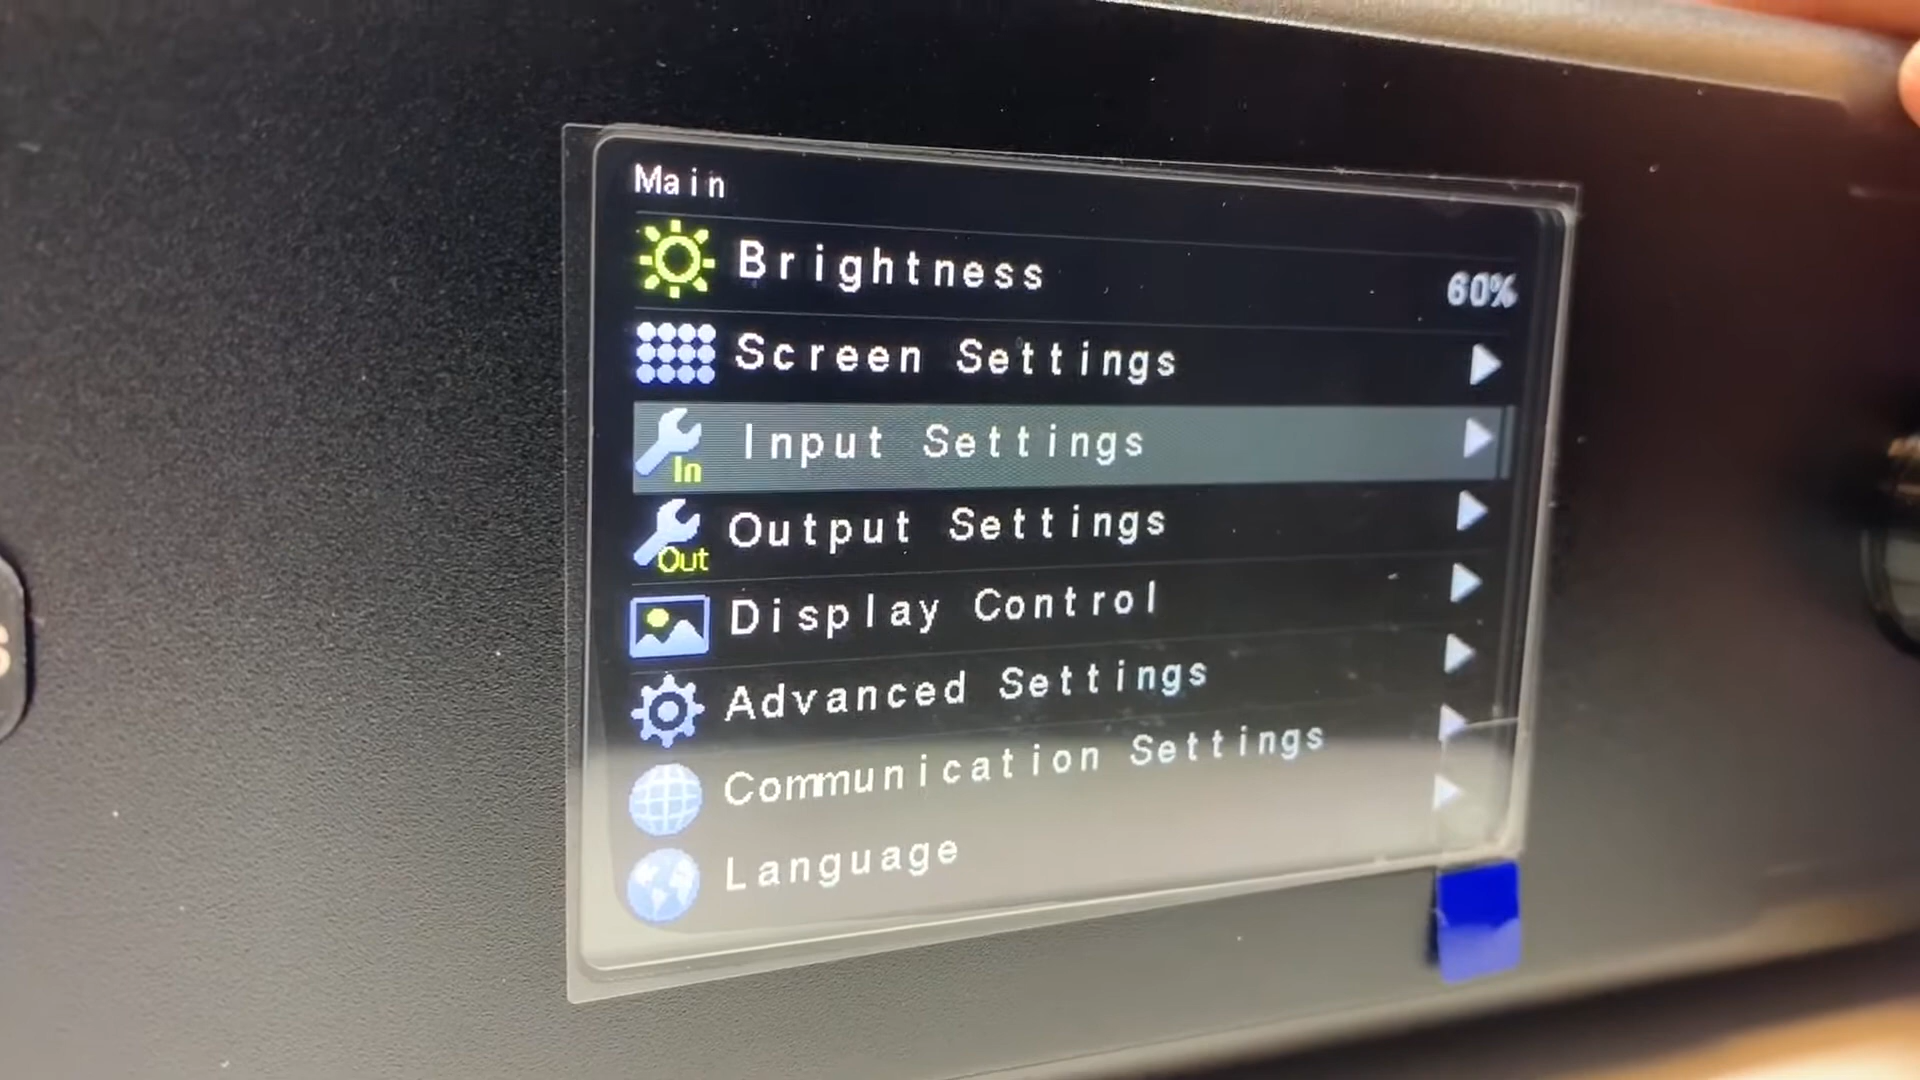 Main
Brightness 60%
Screen Settings
In Input Settings
Out Output Settings
Display Control
Advanced Settings
Communication Settings
Language